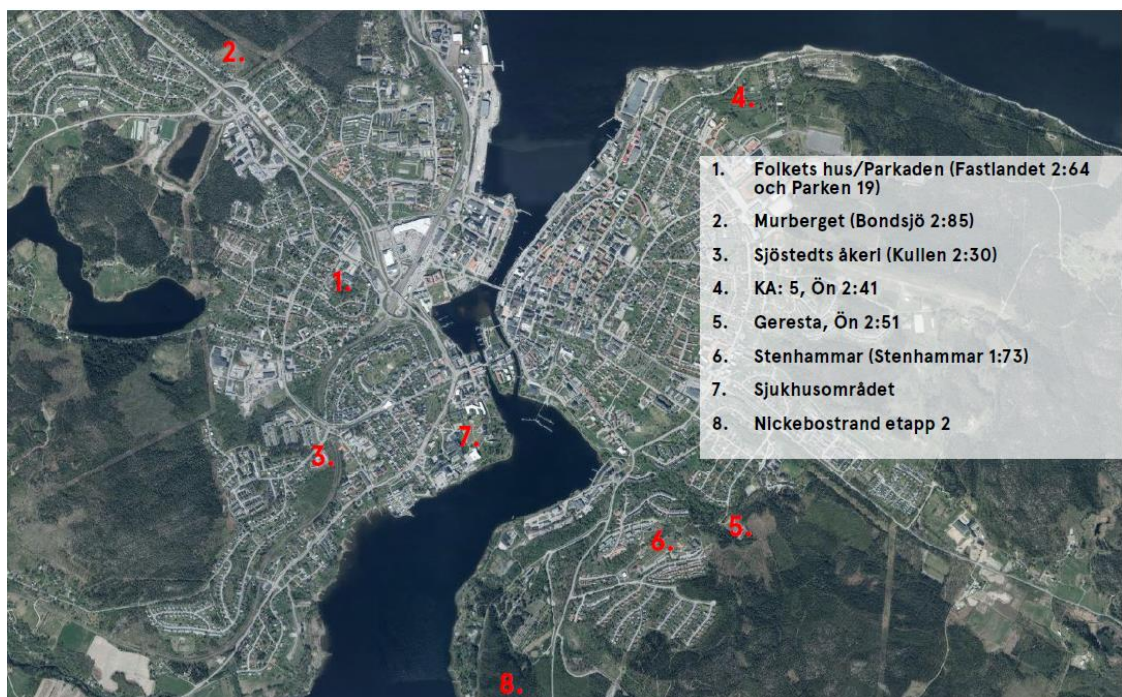 2.
4.
1. Folkets hus/Parkaden (Fastlandet 2:64
och Parken 19)
2. Murberget (Bondsjö 2:85)
3. Sjöstedts åkeri (Kullen 2:30)
4. KA: 5, Ön 2:41
5. Geresta, Ön 2:51
6. Stenhammar (Stenhammar 1:73)
7. Sjukhusområdet
8. Nickebostrand etapp 2
1.
7.
3.
5.
6.
8.